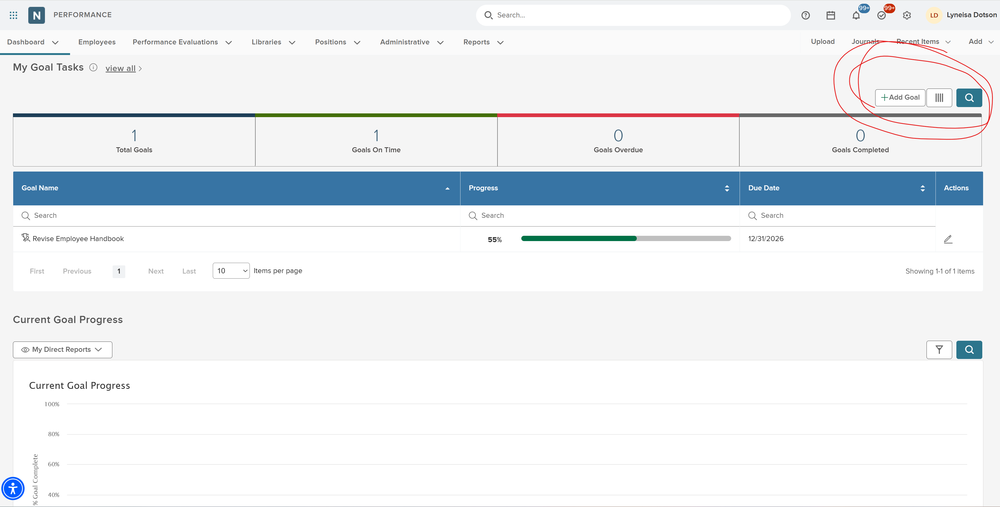 N PERFORMANCE Search... 99+ 99+ LD Lyneisa Dotson
Dashboard Employees Performance Evaluations Libraries Positions Administrative Reports Upload Journals Recent Items Add
My Goal Tasks view all
+Add Goal
1 1 0 0
Total Goals Goals On Time Goals Overdue Goals Completed
Goal Name Progress Due Date Actions
Search Search Search
Revise Employee Handbook 55% 12/31/2026
First Previous 1 Next Last 10 Items per page Showing 1-1 of 1 items
Current Goal Progress
My Direct Reports
Current Goal Progress
100%
80%
60%
40%
% Goal Complete